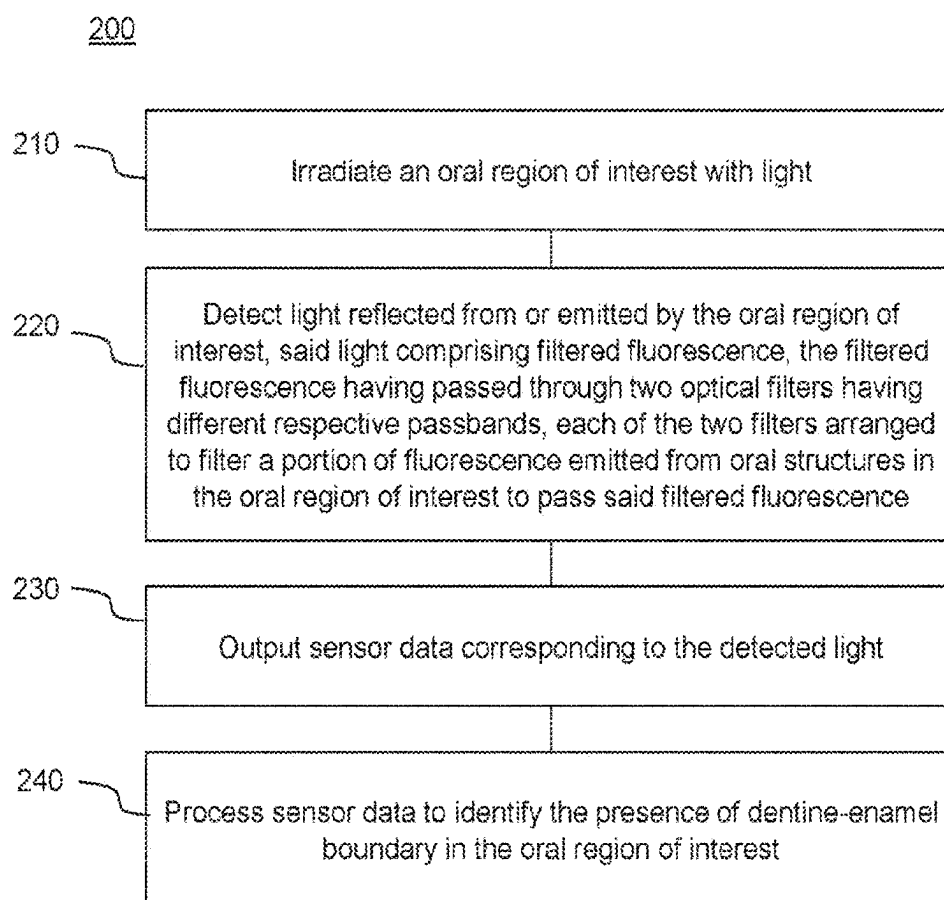 200
210
Irradiate an oral region of interest with light
220
Detect light reflected from or emitted by the oral region of
interest, said light comprising filtered fluorescence, the filtered
fluorescence having passed through two optical filters having
different respective passbands, each of the two filters arranged
to filter a portion of fluorescence emitted from oral structures in
the oral region of interest to pass said filtered fluorescence
230
Output sensor data corresponding to the detected light
240
Process sensor data to identify the presence of dentine-enamel
boundary in the oral region of interest